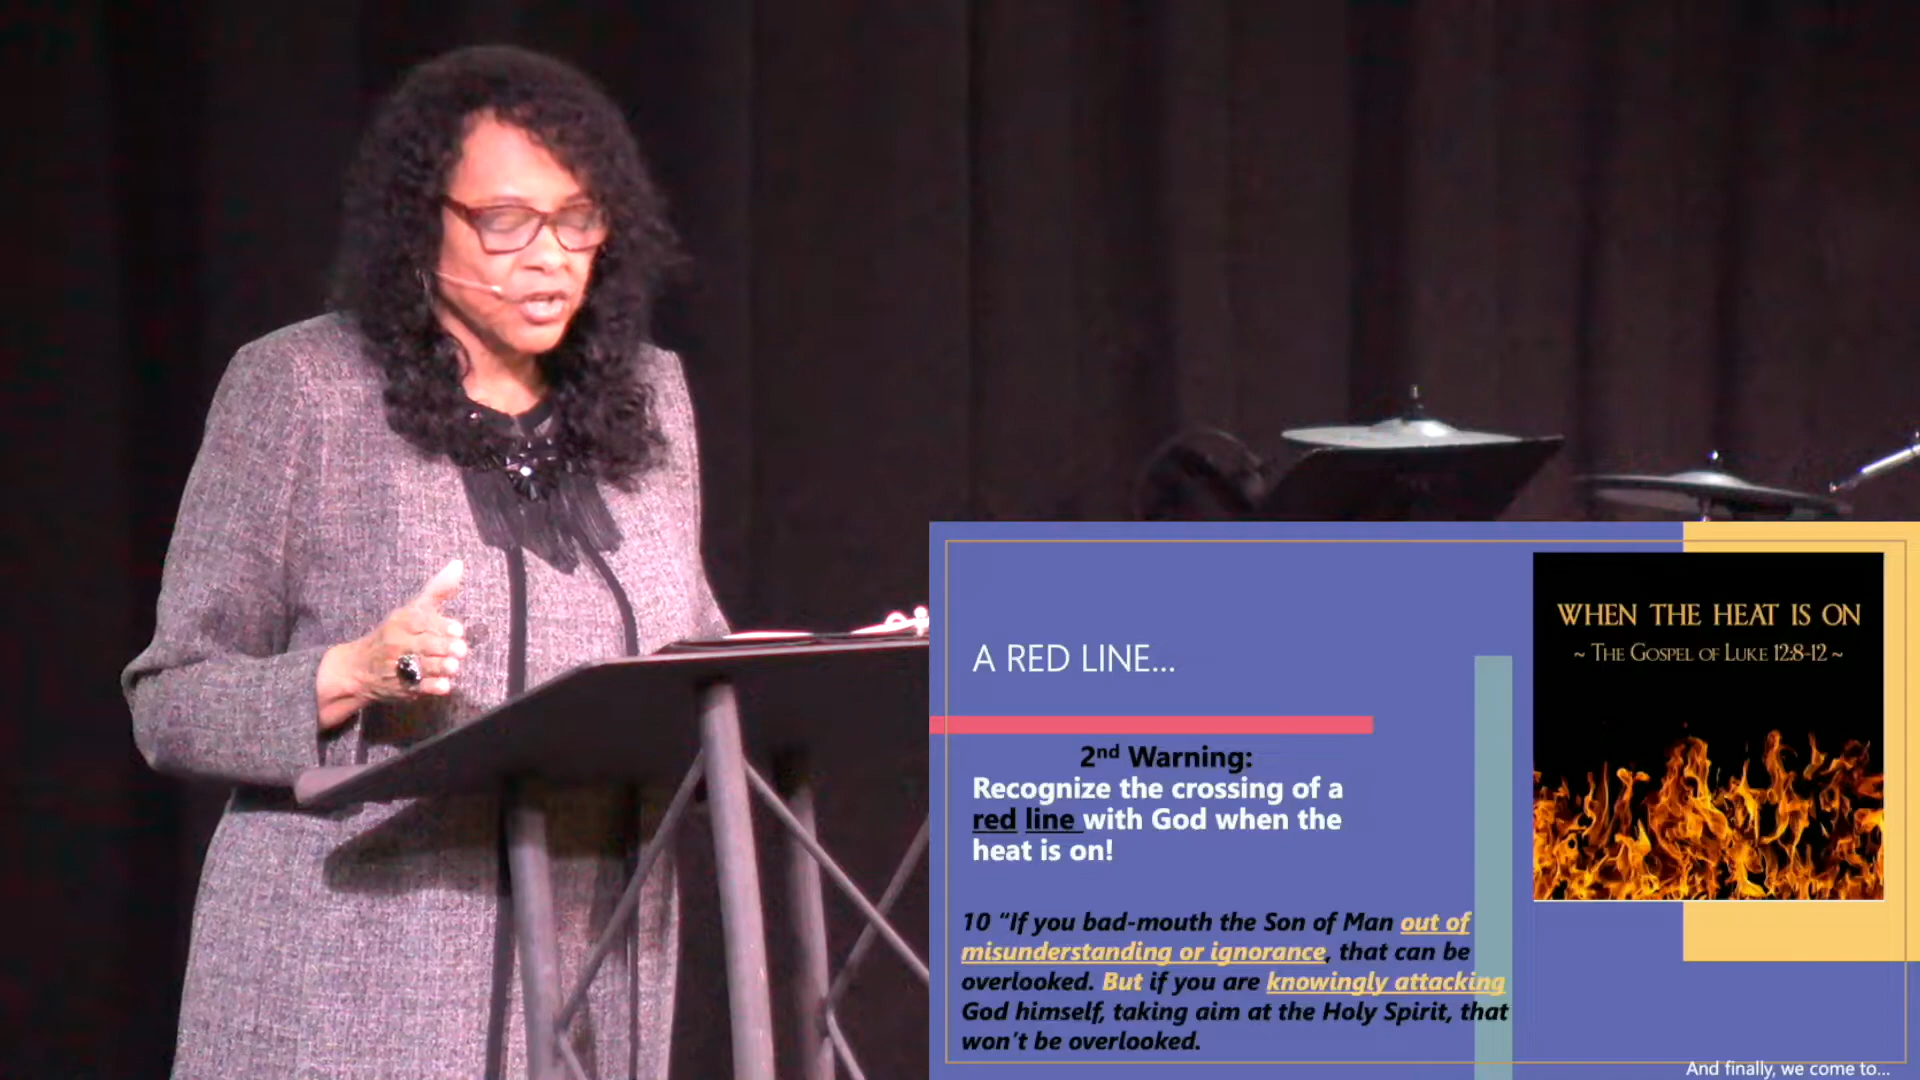 A RED LINE...
2nd Warning:
Recognize the crossing of a
red line with God when the
heat is on!
10 “If you bad-mouth the Son of Man out of
misunderstanding or ignorance, that can be
overlooked. But if you are knowingly attacking
God himself, taking aim at the Holy Spirit, that
won’t be overlooked.
WHEN THE HEAT IS ON
~ THE GOSPEL OF LUKE 12:8-12 ~
And finally, we come to...